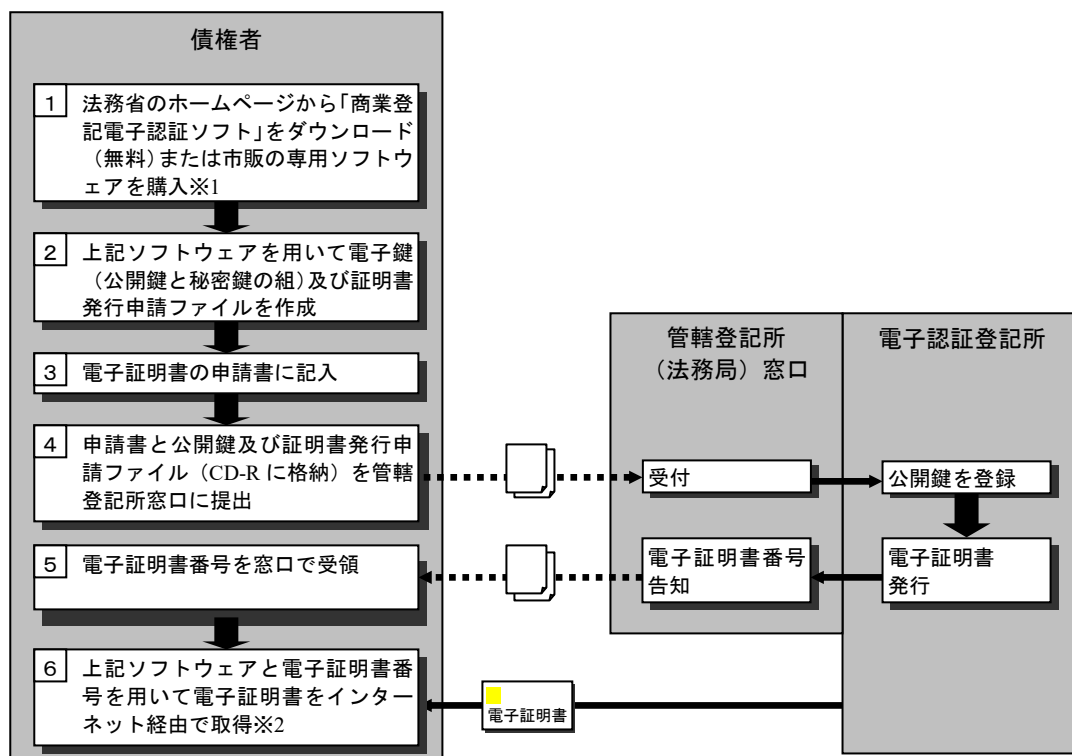 債権者
1 法務省のホームページから「商業登
記電子認証ソフト」をダウンロード
（無料）または市販の専用ソフトウ
ェアを購入※1
2 上記ソフトウェアを用いて電子鍵
（公開鍵と秘密鍵の組）及び証明書
発行申請ファイルを作成
3 電子証明書の申請書に記入
4 申請書と公開鍵及び証明書発行申
請ファイル（CD-R に格納）を管轄
登記所窓口に提出
5 電子証明書番号を窓口で受領
6 上記ソフトウェアと電子証明書番
号を用いて電子証明書をインター
ネット経由で取得※2
管轄登記所
（法務局）窓口
受付
電子証明書番号
告知
電子認証登記所
公開鍵を登録
電子証明書
発行
電子証明書